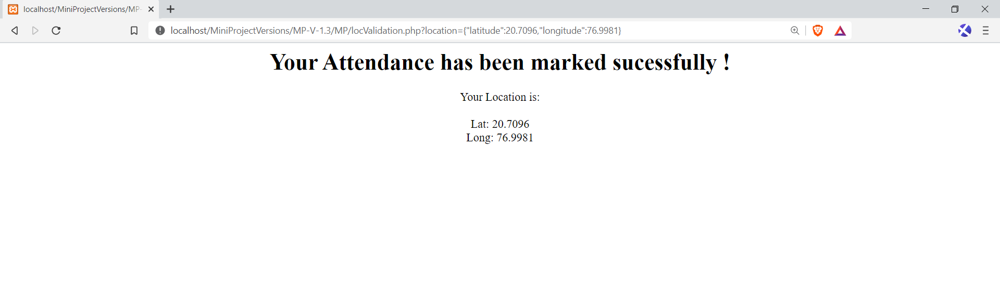 localhost/MiniProjectVersions/MP-
localhost/MiniProjectVersions/MP-V-1.3/MP/locValidation.php?location={"latitude":20.7096,"longitude":76.9981}
Your Attendance has been marked sucessfully !
Your Location is:
Lat: 20.7096
Long: 76.9981